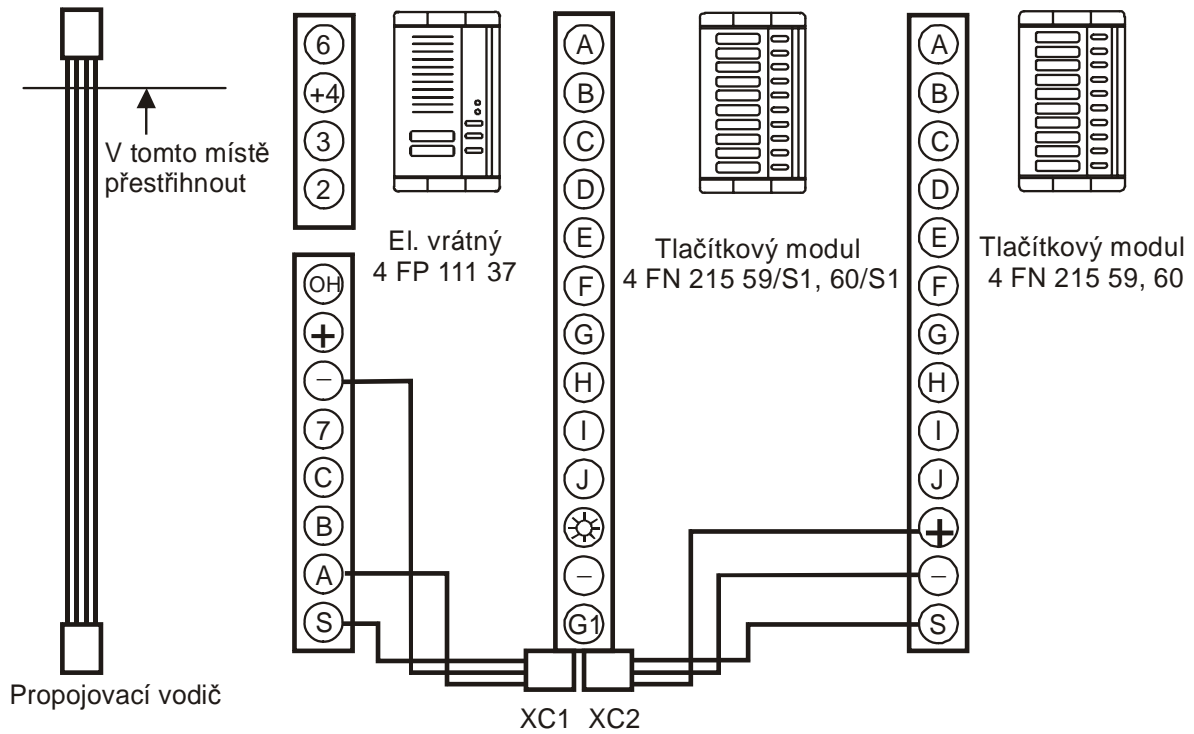 V tomto místě
přestřihnout
Propojovací vodič
6
+4
3
2
OH
+
−
7
C
B
A
S
El. vrátný
4 FP 111 37
A
B
C
D
E
F
G
H
I
J
−
G1
XC1 XC2
Tlačítkový modul
4 FN 215 59/S1, 60/S1
A
B
C
D
E
F
G
H
I
J
+
−
S
Tlačítkový modul
4 FN 215 59, 60